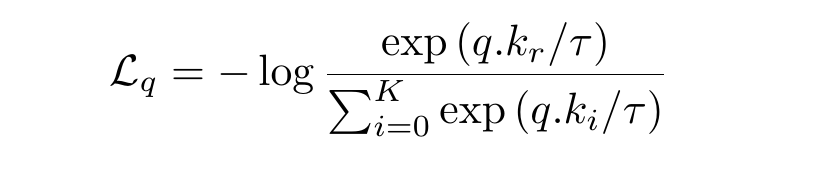 \mathcal{L}_q = -\log \frac{\exp(q.k_r/\tau)}{\sum_{i=0}^{K} \exp(q.k_i/\tau)}